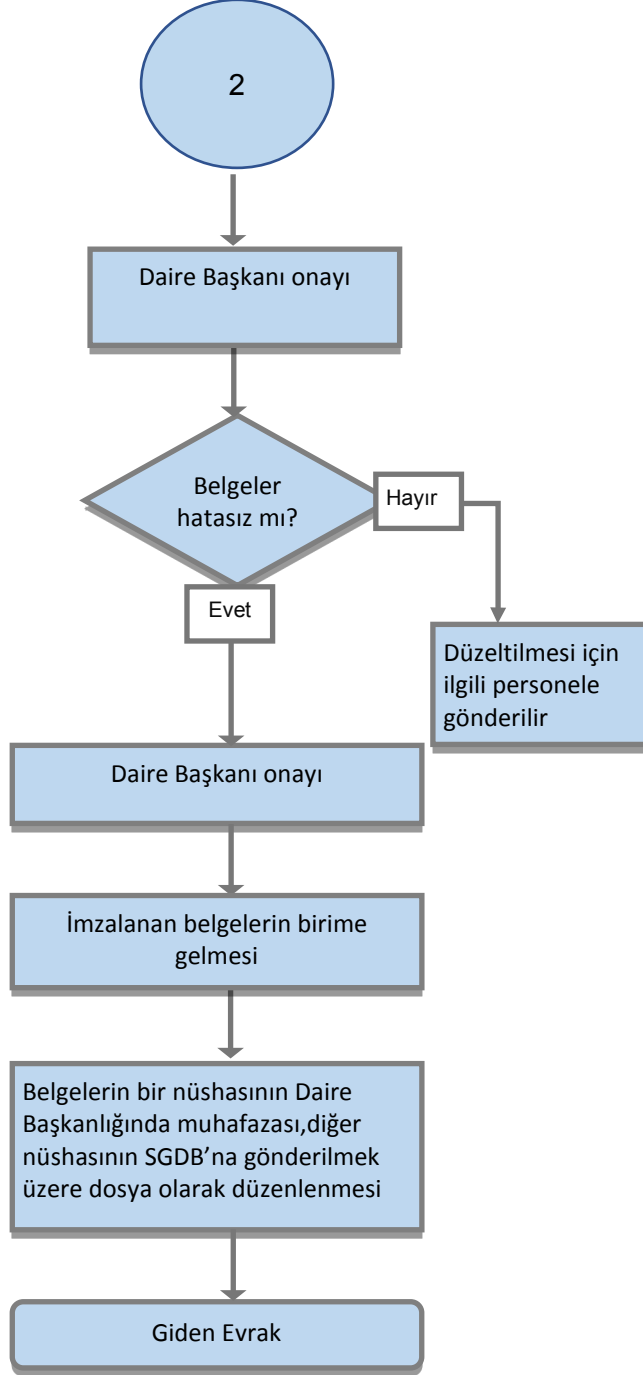 2
Daire Başkanı onayı
Belgeler
hatasız mı?
Hayır
Evet
Düzeltilmesi için
ilgili personele
gönderilir
Daire Başkanı onayı
İmzalanan belgelerin birime
gelmesi
Belgelerin bir nüshasının Daire
Başkanlığında muhafazası,diğer
nüshasının SGDB’na gönderilmek
üzere dosya olarak düzenlenmesi
Giden Evrak